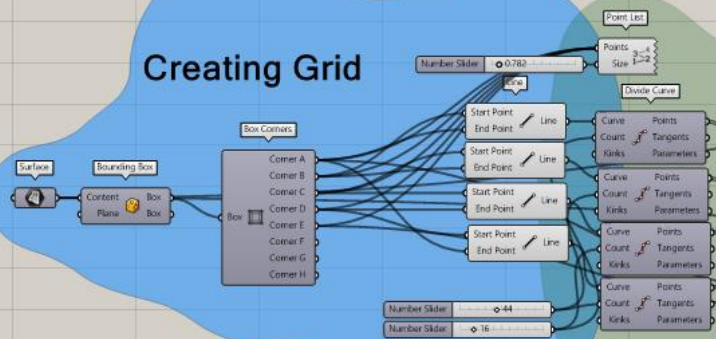 Creating Grid
Surface
Bounding Box
Content
Plane
Box
Box
Box Corners
Box
Corner A
Corner B
Corner C
Corner D
Corner E
Corner F
Corner G
Corner H
Number Slider 0.782
Point List
Points
Size
Line
Start Point
End Point
Line
Start Point
End Point
Line
Start Point
End Point
Line
Start Point
End Point
Line
Divide Curve
Curve
Count
Kinks
Points
Tangents
Parameters
Curve
Count
Kinks
Points
Tangents
Parameters
Curve
Count
Kinks
Points
Tangents
Parameters
Curve
Count
Kinks
Points
Tangents
Parameters
Number Slider 44
Number Slider 16